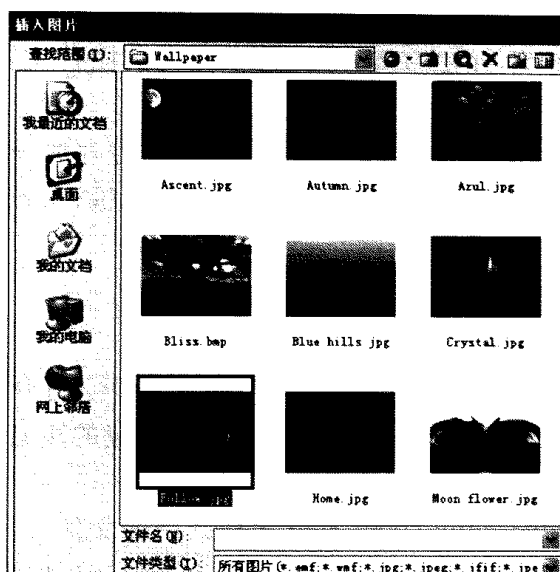 插入图片
查找范围(I): Wallpaper
我最近的文档
桌面
我的文档
我的电脑
网上邻居
Ascent.jpg Autumn.jpg Azul.jpg
Bliss.bmp Blue hills.jpg Crystal.jpg
Follow.jpg Home.jpg Moon flower.jpg
文件名(N):
文件类型(T): 所有图片(*.emf;*.wmf;*.jpg;*.jpeg;*.jfif;*.jpe